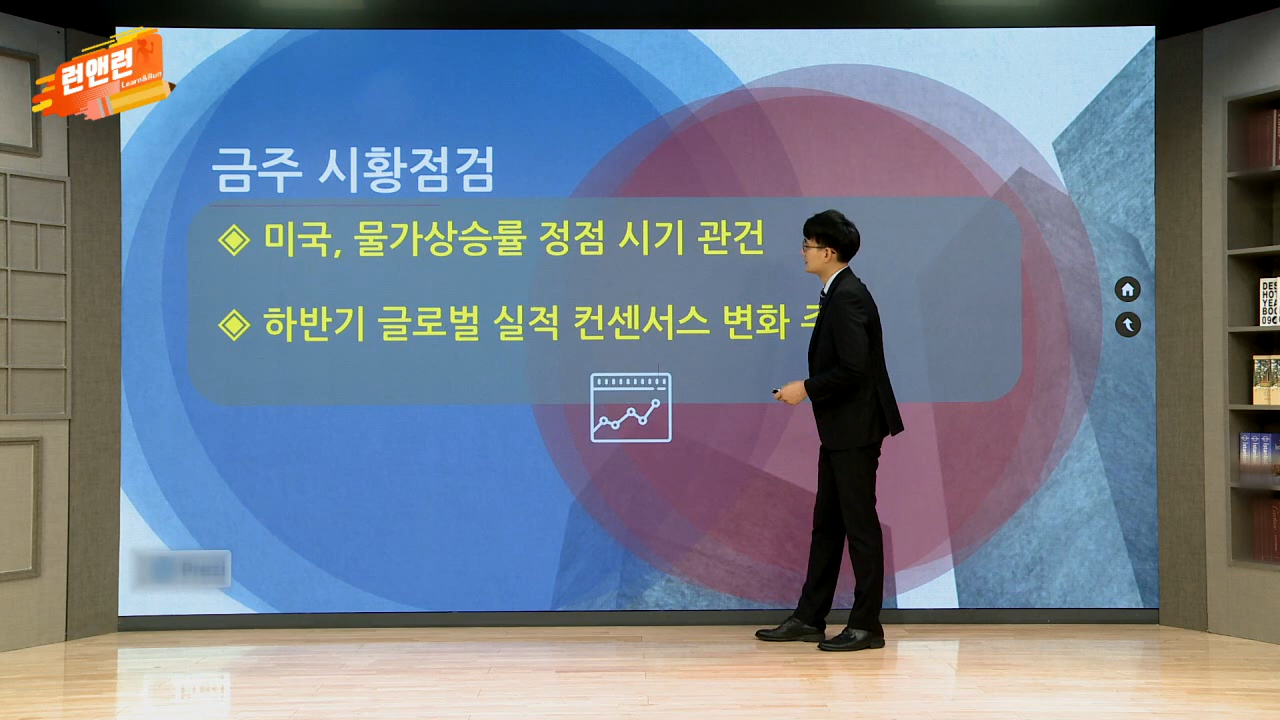 런앤런
Learn&Run
금주 시황점검
◈ 미국, 물가상승률 정점 시기 관건
◈ 하반기 글로벌 실적 컨센서스 변화